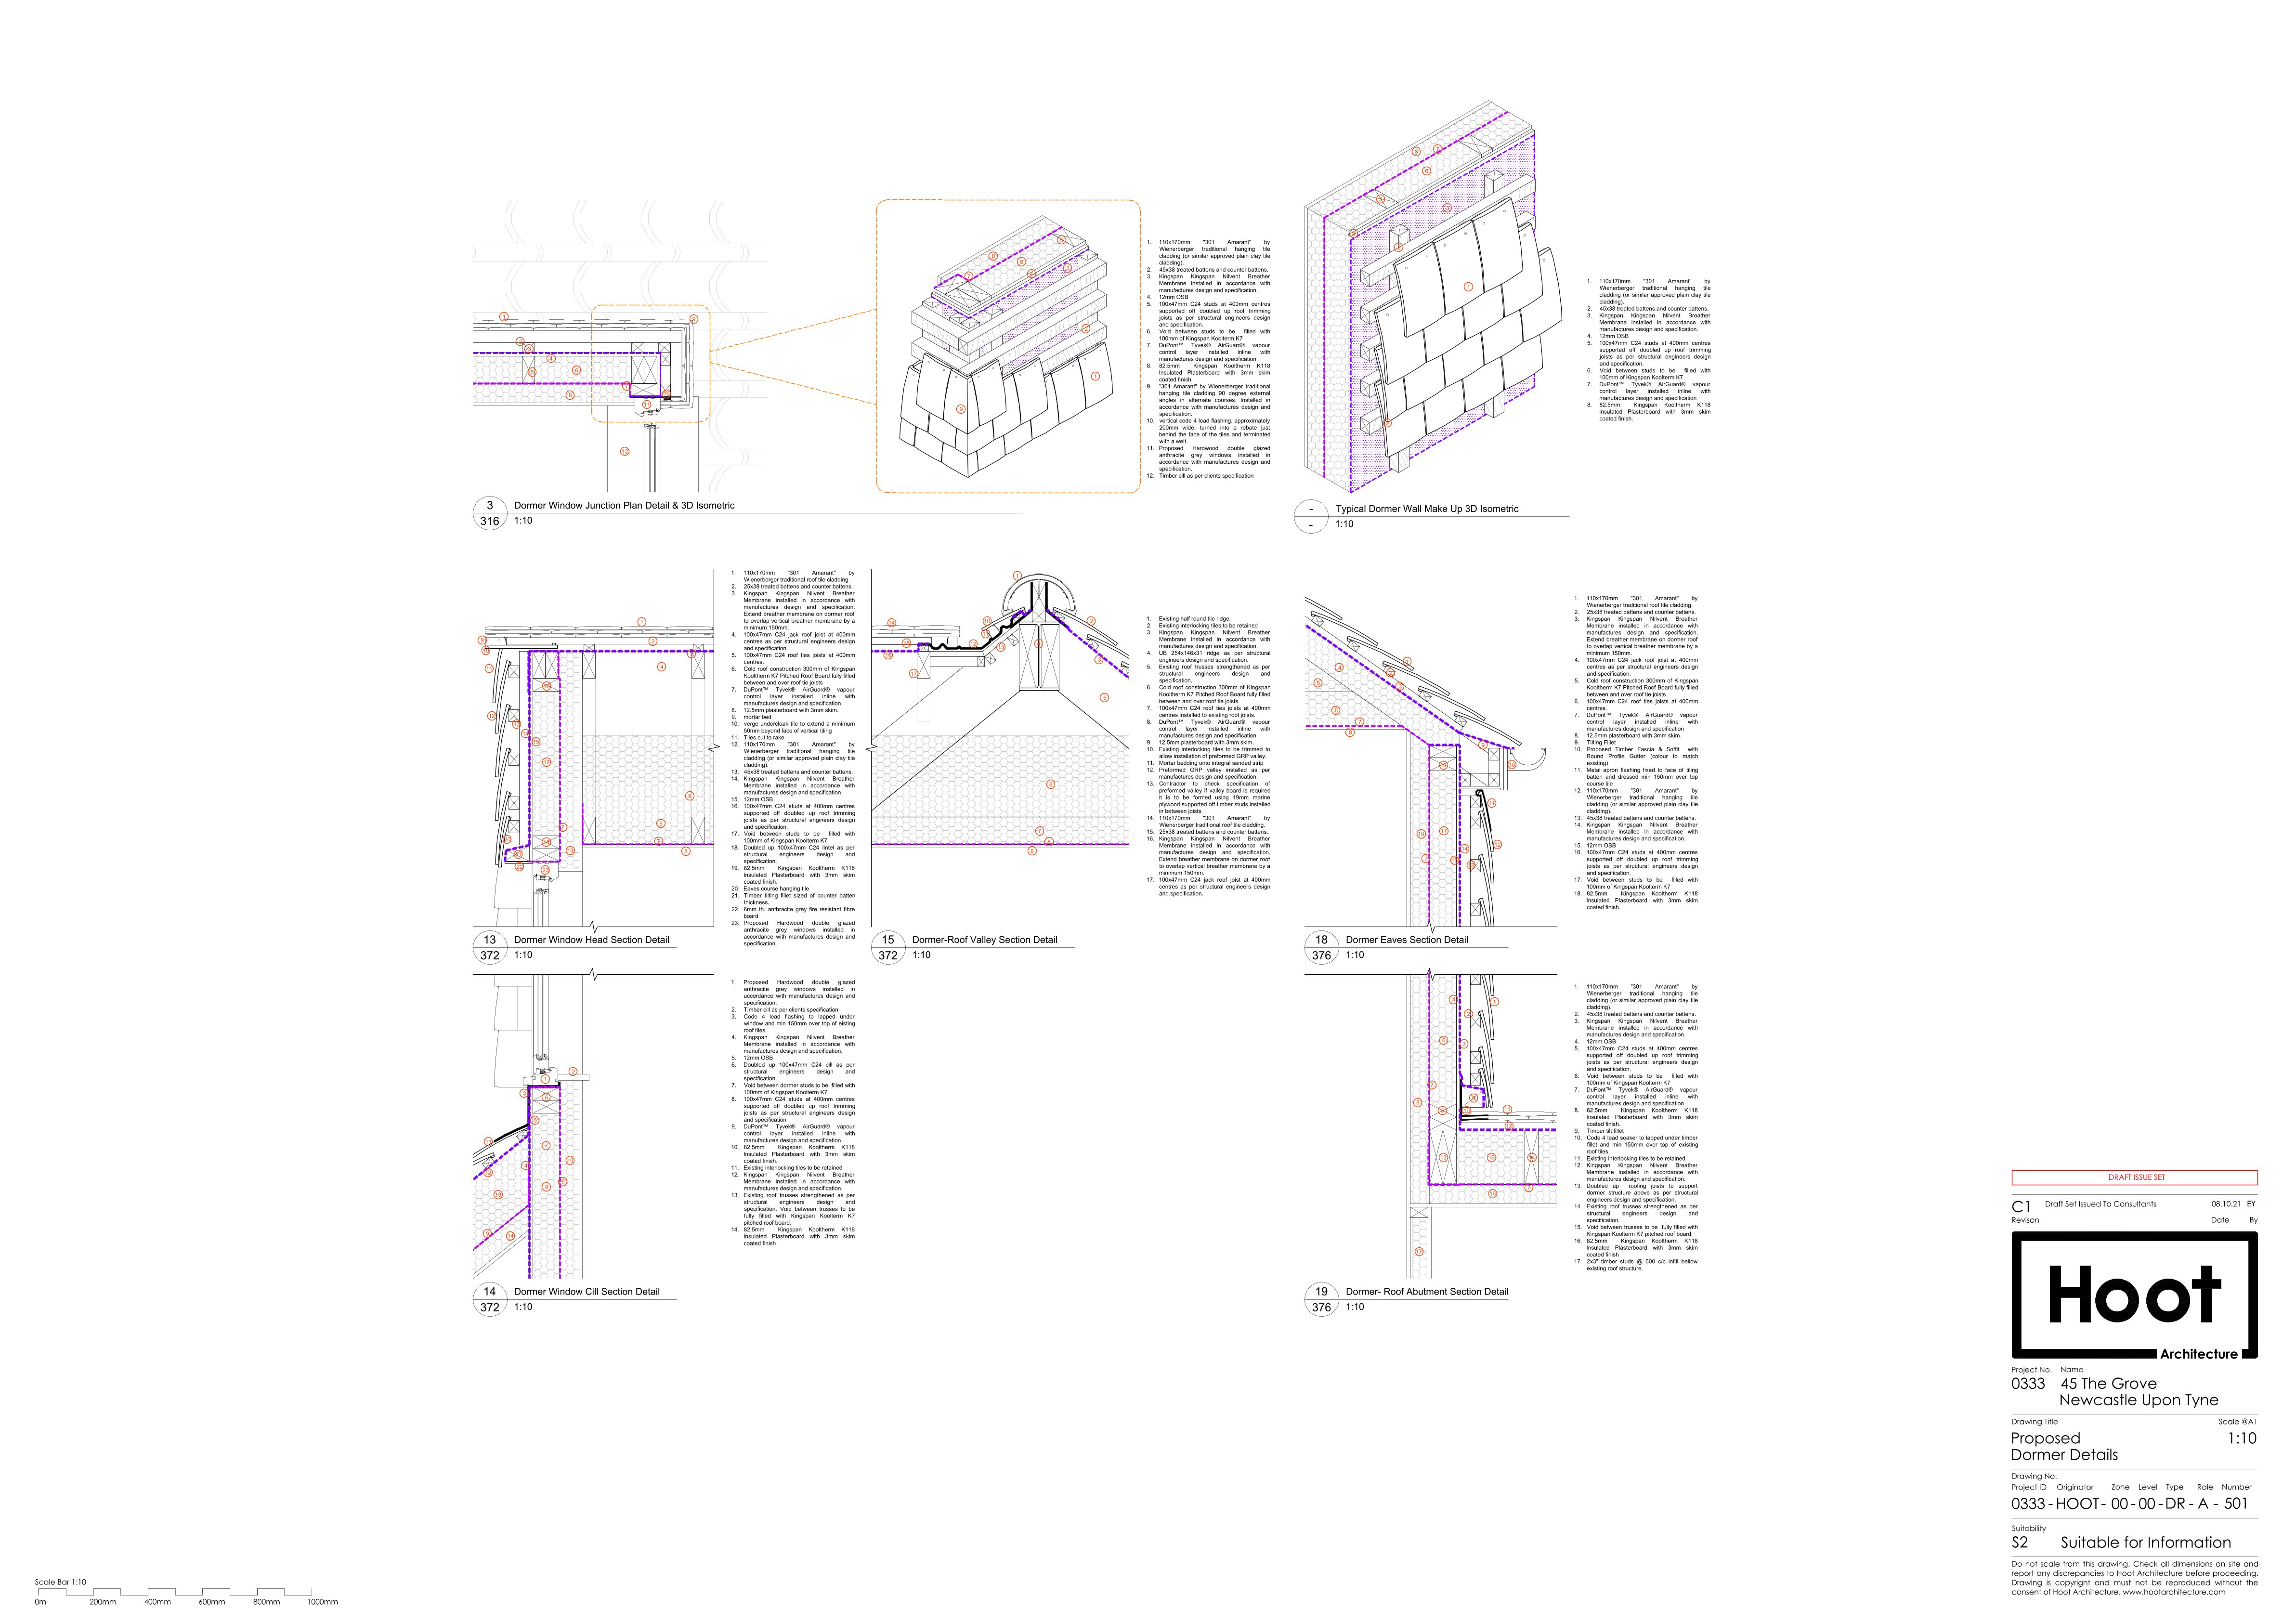 1. 110x170mm "301 Amarant" by
Wienerberger traditional hanging tile
cladding (or similar approved plain clay tile
cladding).
2. 45x38 treated battens and counter battens.
3. Kingspan Kingspan Nilvent Breather
Membrane installed in accordance with
manufactures design and specification.
4. 12mm OSB
5. 100x47mm C24 studs at 400mm centres
supported off doubled up roof trimming
joists as per structural engineers design
and specification.
6. Void between studs to be filled with
100mm of Kingspan Koolterm K7
7. DuPont™ Tyvek® AirGuard® vapour
control layer installed inline with
manufactures design and specification
8. 82.5mm Kingspan Kooltherm K118
Insulated Plasterboard with 3mm skim
coated finish.
9. "301 Amarant" by Wienerberger traditional
hanging tile cladding 90 degree external
angles in alternate courses. Installed in
accordance with manufactures design and
specification.
10. vertical code 4 lead flashing, approximately
200mm wide, turned into a rebate just
behind the face of the tiles and terminated
with a welt.
11. Proposed Hardwood double glazed
anthracite grey windows installed in
accordance with manufactures design and
specification.
12. Timber cill as per clients specification
3
316
Dormer Window Junction Plan Detail & 3D Isometric
1:10
1. 110x170mm "301 Amarant" by
Wienerberger traditional hanging tile
cladding (or similar approved plain clay tile
cladding).
2. 45x38 treated battens and counter battens.
3. Kingspan Kingspan Nilvent Breather
Membrane installed in accordance with
manufactures design and specification.
4. 12mm OSB
5. 100x47mm C24 studs at 400mm centres
supported off doubled up roof trimming
joists as per structural engineers design
and specification.
6. Void between studs to be filled with
100mm of Kingspan Koolterm K7
7. DuPont™ Tyvek® AirGuard® vapour
control layer installed inline with
manufactures design and specification
8. 82.5mm Kingspan Kooltherm K118
Insulated Plasterboard with 3mm skim
coated finish.
-
-
Typical Dormer Wall Make Up 3D Isometric
1:10
1. 110x170mm "301 Amarant" by
Wienerberger traditional roof tile cladding.
2. 25x38 treated battens and counter battens.
3. Kingspan Kingspan Nilvent Breather
Membrane installed in accordance with
manufactures design and specification.
Extend breather membrane on dormer roof
to overlap vertical breather membrane by a
minimum 150mm.
4. 100x47mm C24 jack roof joist at 400mm
centres as per structural engineers design
and specification.
5. 100x47mm C24 roof ties joists at 400mm
centres.
6. Cold roof construction 300mm of Kingspan
Kooltherm K7 Pitched Roof Board fully filled
between and over roof tie joists
7. DuPont™ Tyvek® AirGuard® vapour
control layer installed inline with
manufactures design and specification
8. 12.5mm plasterboard with 3mm skim.
9. mortar bed
10. verge undercloak tile to extend a minimum
50mm beyond face of vertical tiling
11. Tiles cut to rake
12. 110x170mm "301 Amarant" by
Wienerberger traditional hanging tile
cladding (or similar approved plain clay tile
cladding).
13. 45x38 treated battens and counter battens.
14. Kingspan Kingspan Nilvent Breather
Membrane installed in accordance with
manufactures design and specification.
15. 12mm OSB
16. 100x47mm C24 studs at 400mm centres
supported off doubled up roof trimming
joists as per structural engineers design
and specification.
17. Void between studs to be filled with
100mm of Kingspan Koolterm K7
18. Doubled up 100x47mm C24 lintel as per
structural engineers design and
specification.
19. 82.5mm Kingspan Kooltherm K118
Insulated Plasterboard with 3mm skim
coated finish.
20. Eaves course hanging tile
21. Timber tilting fillet sized of counter batten
thickness.
22. 6mm th. anthracite grey fire resistant fibre
board
23. Proposed Hardwood double glazed
anthracite grey windows installed in
accordance with manufactures design and
specification.
13
372
Dormer Window Head Section Detail
1:10
1. Existing half round tile ridge.
2. Existing interlocking tiles to be retained
3. Kingspan Kingspan Nilvent Breather
Membrane installed in accordance with
manufactures design and specification.
4. UB 254x146x31 ridge as per structural
engineers design and specification.
5. Existing roof trusses strengthened as per
structural engineers design and
specification.
6. Cold roof construction 300mm of Kingspan
Kooltherm K7 Pitched Roof Board fully filled
between and over roof tie joists
7. 100x47mm C24 roof ties joists at 400mm
centres installed to existing roof joists.
8. DuPont™ Tyvek® AirGuard® vapour
control layer installed inline with
manufactures design and specification
9. 12.5mm plasterboard with 3mm skim.
10. Existing interlocking tiles to be trimmed to
allow installation of preformed GRP valley.
11. Mortar bedding onto integral sanded strip
12. Preformed GRP valley installed as per
manufactures design and specification.
13. Contractor to check specification of
preformed valley if valley board is required
it is to be formed using 19mm marine
plywood supported off timber studs installed
in between joists.
14. 110x170mm "301 Amarant" by
Wienerberger traditional roof tile cladding.
15. 25x38 treated battens and counter battens.
16. Kingspan Kingspan Nilvent Breather
Membrane installed in accordance with
manufactures design and specification.
Extend breather membrane on dormer roof
to overlap vertical breather membrane by a
minimum 150mm.
17. 100x47mm C24 jack roof joist at 400mm
centres as per structural engineers design
and specification.
15
372
Dormer-Roof Valley Section Detail
1:10
1. 110x170mm "301 Amarant" by
Wienerberger traditional roof tile cladding.
2. 25x38 treated battens and counter battens.
3. Kingspan Kingspan Nilvent Breather
Membrane installed in accordance with
manufactures design and specification.
Extend breather membrane on dormer roof
to overlap vertical breather membrane by a
minimum 150mm.
4. 100x47mm C24 jack roof joist at 400mm
centres as per structural engineers design
and specification.
5. Cold roof construction 300mm of Kingspan
Kooltherm K7 Pitched Roof Board fully filled
between and over roof tie joists
6. 100x47mm C24 roof ties joists at 400mm
centres.
7. DuPont™ Tyvek® AirGuard® vapour
control layer installed inline with
manufactures design and specification
8. 12.5mm plasterboard with 3mm skim.
9. Tilting Fillet
10. Proposed Timber Fascia & Soffit with
Round Profile Gutter (colour to match
existing)
11. Metal apron flashing fixed to face of tiling
batten and dressed min 150mm over top
course tile
12. 110x170mm "301 Amarant" by
Wienerberger traditional hanging tile
cladding (or similar approved plain clay tile
cladding).
13. 45x38 treated battens and counter battens.
14. Kingspan Kingspan Nilvent Breather
Membrane installed in accordance with
manufactures design and specification.
15. 12mm OSB
16. 100x47mm C24 studs at 400mm centres
supported off doubled up roof trimming
joists as per structural engineers design
and specification.
17. Void between studs to be filled with
100mm of Kingspan Koolterm K7
18. 82.5mm Kingspan Kooltherm K118
Insulated Plasterboard with 3mm skim
coated finish.
18
376
Dormer Eaves Section Detail
1:10
1. Proposed Hardwood double glazed
anthracite grey windows installed in
accordance with manufactures design and
specification.
2. Timber cill as per clients specification
3. Code 4 lead flashing to lapped under
window and min 150mm over top of eisting
roof tiles.
4. Kingspan Kingspan Nilvent Breather
Membrane installed in accordance with
manufactures design and specification.
5. 12mm OSB
6. Doubled up 100x47mm C24 cill as per
structural engineers design and
specification
7. Void between dormer studs to be filled with
100mm of Kingspan Koolterm K7
8. 100x47mm C24 studs at 400mm centres
supported off doubled up roof trimming
joists as per structural engineers design
and specification
9. DuPont™ Tyvek® AirGuard® vapour
control layer installed inline with
manufactures design and specification
10. 82.5mm Kingspan Kooltherm K118
Insulated Plasterboard with 3mm skim
coated finish.
11. Existing interlocking tiles to be retained
12. Kingspan Kingspan Nilvent Breather
Membrane installed in accordance with
manufactures design and specification.
13. Existing roof trusses strengthened as per
structural engineers design and
specification. Void between trusses to be
fully filled with Kingspan Kooltherm K7
pitched roof board.
14. 82.5mm Kingspan Kooltherm K118
Insulated Plasterboard with 3mm skim
coated finish
14
372
Dormer Window Cill Section Detail
1:10
1. 110x170mm "301 Amarant" by
Wienerberger traditional hanging tile
cladding (or similar approved plain clay tile
cladding).
2. 45x38 treated battens and counter battens.
3. Kingspan Kingspan Nilvent Breather
Membrane installed in accordance with
manufactures design and specification.
4. 12mm OSB
5. 100x47mm C24 studs at 400mm centres
supported off doubled up roof trimming
joists as per structural engineers design
and specification.
6. Void between studs to be filled with
100mm of Kingspan Koolterm K7
7. DuPont™ Tyvek® AirGuard® vapour
control layer installed inline with
manufactures design and specification
8. 82.5mm Kingspan Kooltherm K118
Insulated Plasterboard with 3mm skim
coated finish.
9. Timber tilt fillet
10. Code 4 lead soaker to lapped under timber
fillet and min 150mm over top of existing
roof tiles.
11. Existing interlocking tiles to be retained
12. Kingspan Kingspan Nilvent Breather
Membrane installed in accordance with
manufactures design and specification.
13. Doubled up roofing joists to support
dormer structure above as per structural
engineers design and specification.
14. Existing roof trusses strengthened as per
structural engineers design and
specification.
15. Void between trusses to be fully filled with
Kingspan Kooltherm K7 pitched roof board.
16. 82.5mm Kingspan Kooltherm K118
Insulated Plasterboard with 3mm skim
coated finish
17. 2x3" timber studs @ 600 c/c infill bellow
existing roof structure.
19
376
Dormer- Roof Abutment Section Detail
1:10
DRAFT ISSUE SET
C1 Draft Set Issued To Consultants 08.10.21 EY
Revison Date By
Hoot
Architecture
Project No. Name
0333 45 The Grove
Newcastle Upon Tyne
Drawing Title Scale @A1
Proposed 1:10
Dormer Details
Drawing No.
Project ID Originator Zone Level Type Role Number
0333 - HOOT - 00 - 00 - DR - A - 501
Suitability
S2 Suitable for Information
Do not scale from this drawing. Check all dimensions on site and
report any discrepancies to Hoot Architecture before proceeding.
Drawing is copyright and must not be reproduced without the
consent of Hoot Architecture. www.hootarchitecture.com
Scale Bar 1:10
0m 200mm 400mm 600mm 800mm 1000mm